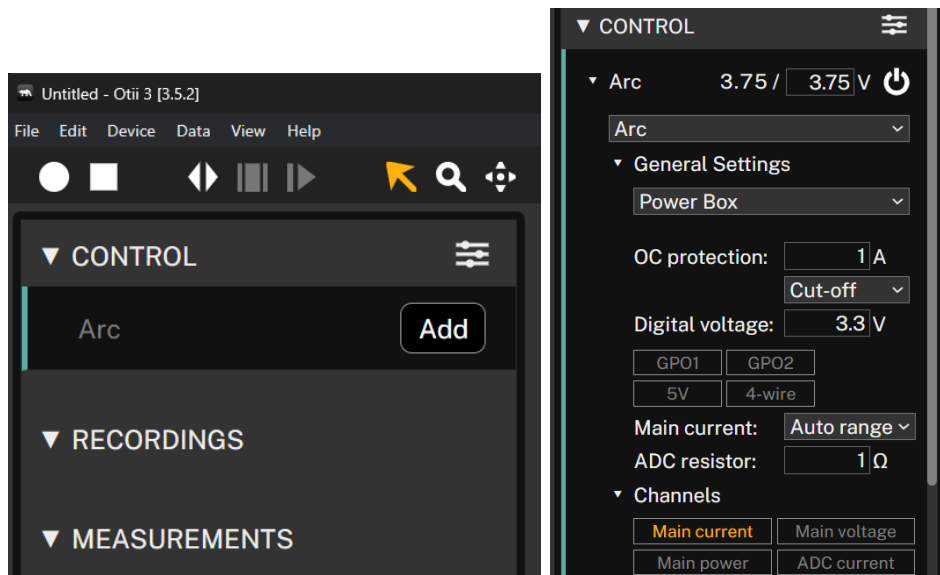 Untitled - Otii 3 [3.5.2]
File Edit Device Data View Help
▼ CONTROL
Arc Add
▼ RECORDINGS
▼ MEASUREMENTS
▼ CONTROL
▼ Arc 3.75 / 3.75 V
Arc
▼ General Settings
Power Box
OC protection: 1 A
Cut-off
Digital voltage: 3.3 V
GPO1 GPO2
5V 4-wire
Main current: Auto range
ADC resistor: 1 Ω
▼ Channels
Main current Main voltage
Main power ADC current